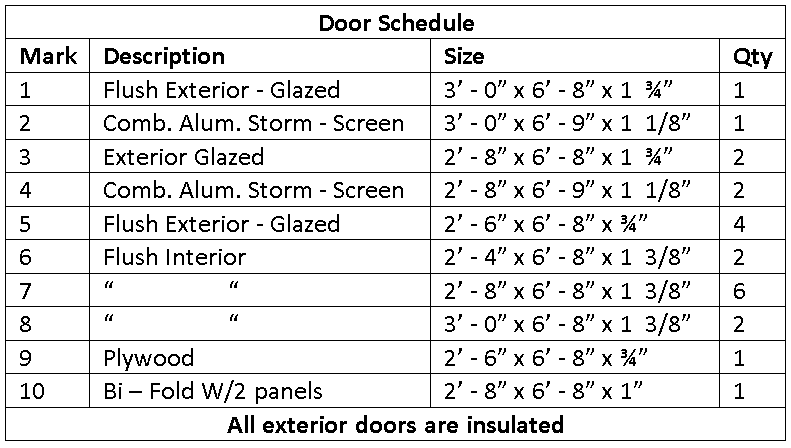 Door Schedule
Mark Description Size Qty
1 Flush Exterior - Glazed 3’ - 0” x 6’ - 8” x 1 ¾” 1
2 Comb. Alum. Storm - Screen 3’ - 0” x 6’ - 9” x 1 1/8” 1
3 Exterior Glazed 2’ - 8” x 6’ - 8” x 1 ¾” 2
4 Comb. Alum. Storm - Screen 2’ - 8” x 6’ - 9” x 1 1/8” 2
5 Flush Exterior - Glazed 2’ - 6” x 6’ - 8” x ¾” 4
6 Flush Interior 2’ - 4” x 6’ - 8” x 1 3/8” 2
7 “ “ 2’ - 8” x 6’ - 8” x 1 3/8” 6
8 “ “ 3’ - 0” x 6’ - 8” x 1 3/8” 2
9 Plywood 2’ - 6” x 6’ - 8” x ¾” 1
10 Bi – Fold W/2 panels 2’ - 8” x 6’ - 8” x 1” 1
All exterior doors are insulated